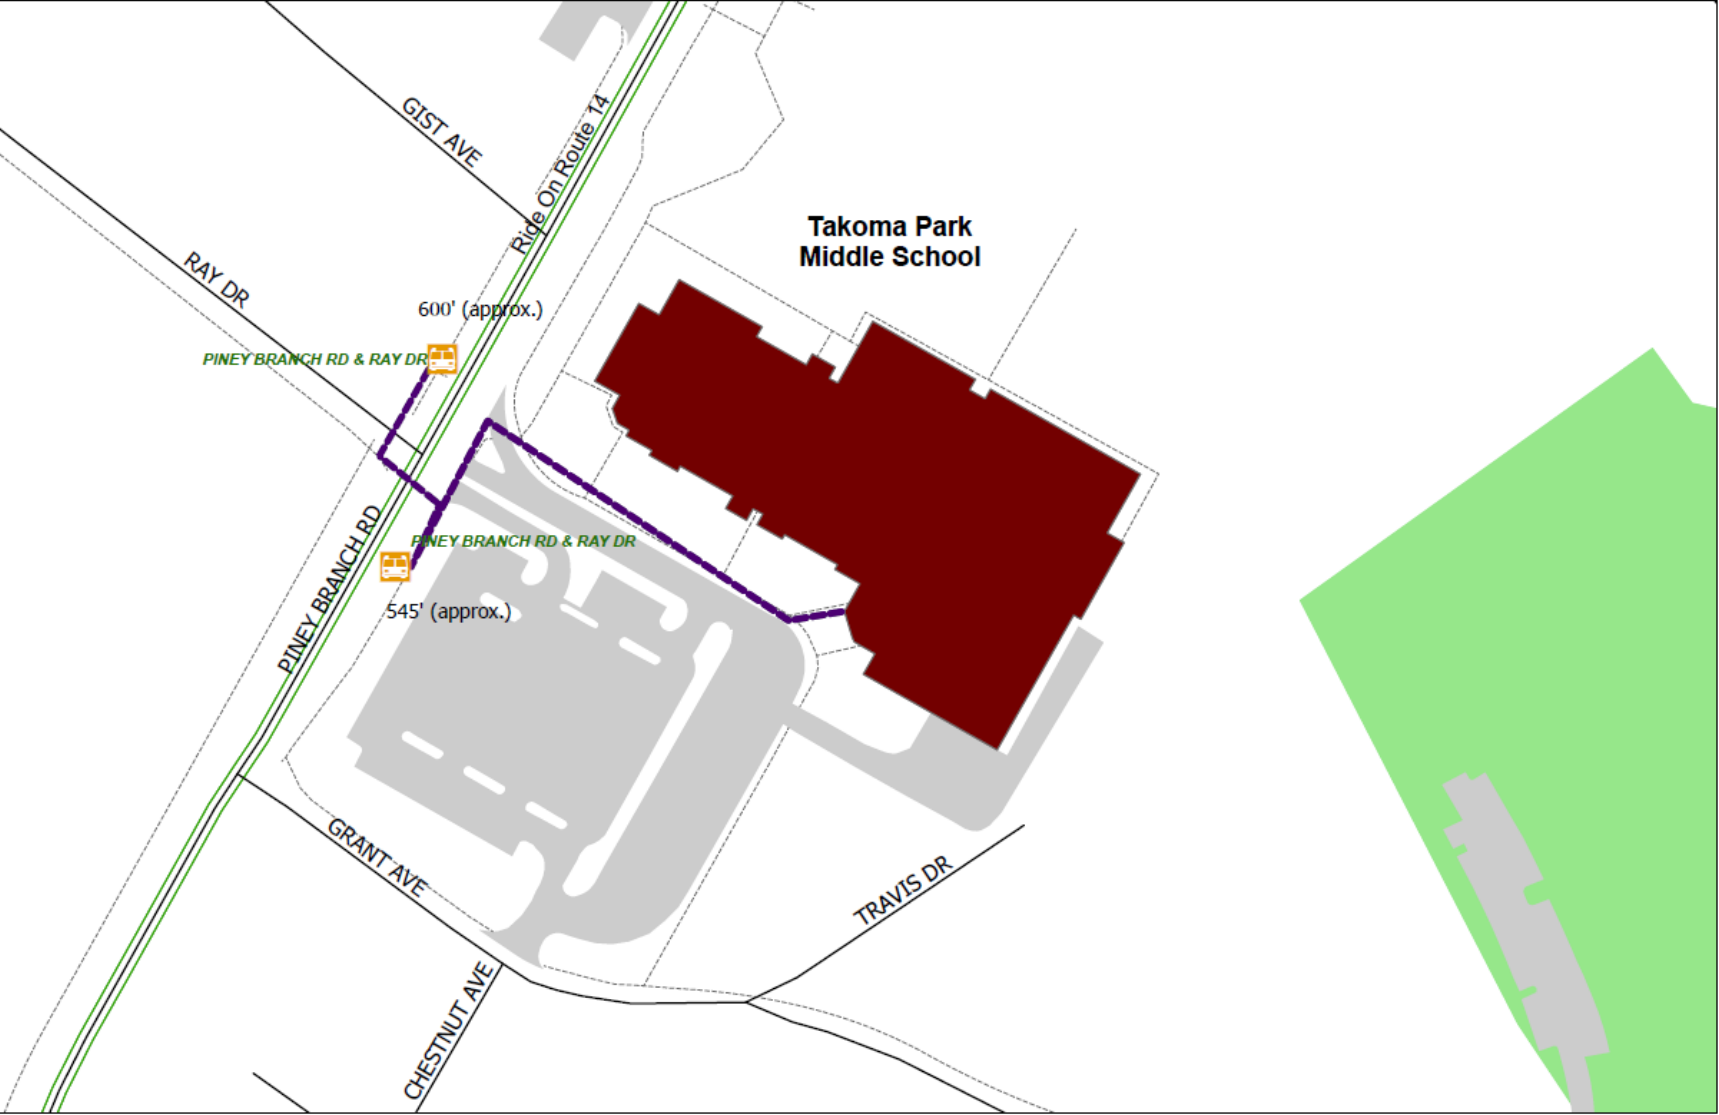 GIST AVE
Ride On Route 14
Takoma Park
Middle School
RAY DR
600' (approx.)
PINEY BRANCH RD & RAY DR
PINEY BRANCH RD
PINEY BRANCH RD & RAY DR
545' (approx.)
GRANT AVE
TRAVIS DR
CHESTNUT AVE